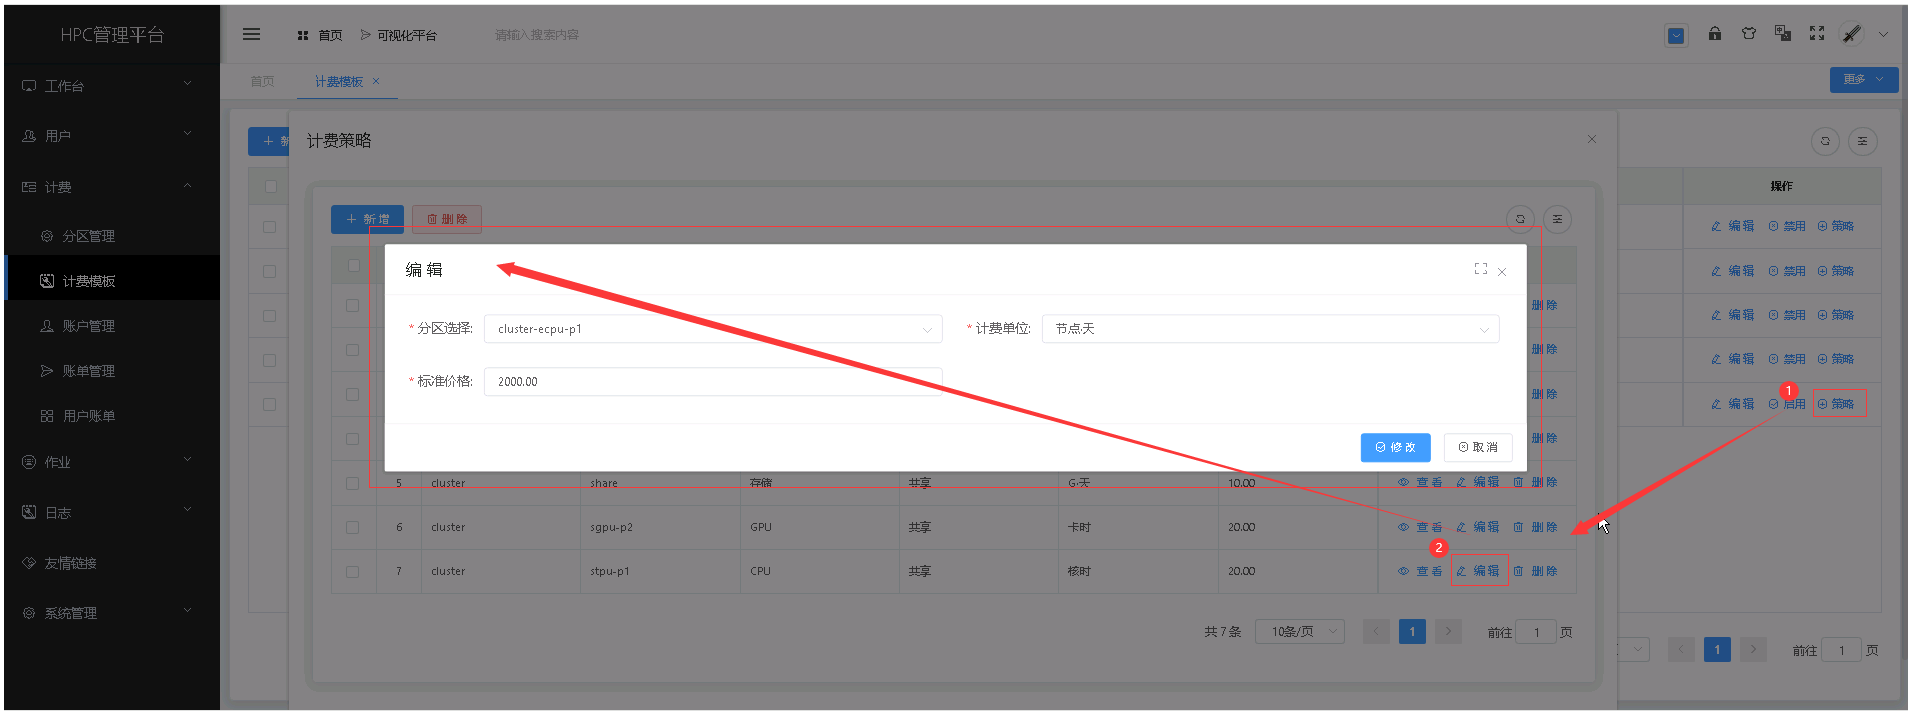 HPC管理平台
首页
可视化平台
请输入搜索内容
工作台
首页
计费模板
更多
用户
计费
分区管理
计费模板
账户管理
账单管理
用户账单
作业
日志
友情链接
系统管理
计费策略
新增
删除
操作
编辑 禁用 策略
编辑 禁用 策略
编辑 禁用 策略
编辑 禁用 策略
1
编辑 启用 策略
编辑
*分区选择: cluster-ecpu-p1
*计费单位: 节点·天
*标准价格: 2000.00
修改
取消
删除
删除
删除
删除
5 cluster share 存储 共享 G·天 10.00 查看 编辑 删除
6 cluster sgpu-p2 GPU 共享 卡时 20.00 查看 编辑 删除
2
7 cluster stpu-p1 CPU 共享 核时 20.00 查看 编辑 删除
共7条 10条/页 1 前往 1 页
1 前往 1 页